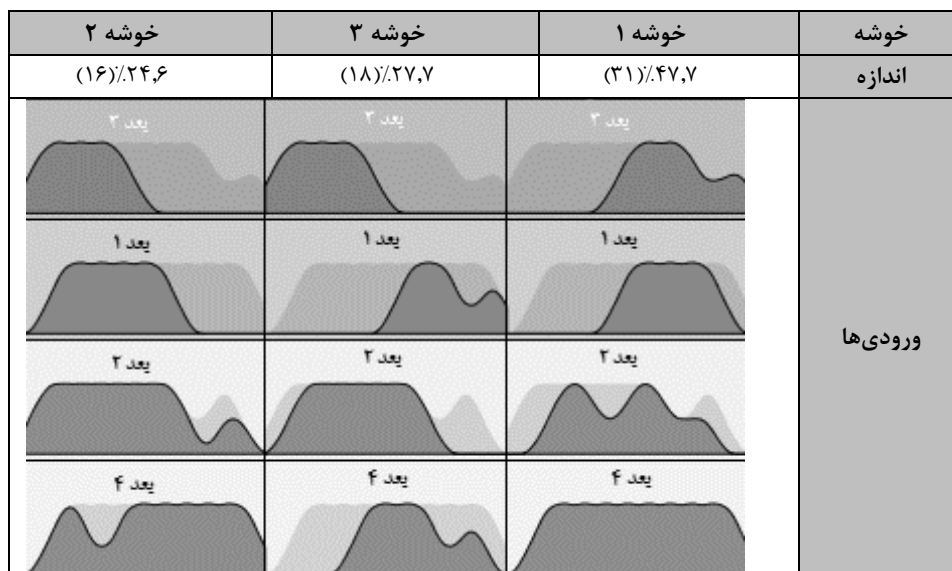 خوشه خوشه ۱ خوشه ۳ خوشه ۲
اندازه ۴۷,۷٪(۳۱) ۲۷,۷٪(۱۸) ۲۴,۶٪(۱۶)
بعد ۳ بعد ۳ بعد ۳
بعد ۱ بعد ۱ بعد ۱
ورودی‌ها
بعد ۲ بعد ۲ بعد ۲
بعد ۴ بعد ۴ بعد ۴